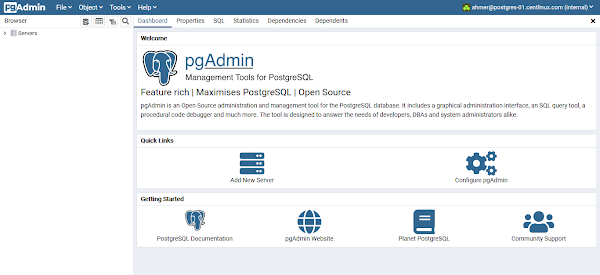 pgAdmin File Object Tools Help ahmer@postgres-01.centlinux.com (internal)
Browser Dashboard Properties SQL Statistics Dependencies Dependents
Servers
Welcome
pgAdmin
Management Tools for PostgreSQL
Feature rich | Maximises PostgreSQL | Open Source
pgAdmin is an Open Source administration and management tool for the PostgreSQL database. It includes a graphical administration interface, an SQL query tool, a
procedural code debugger and much more. The tool is designed to answer the needs of developers, DBAs and system administrators alike.
Quick Links
Add New Server Configure pgAdmin
Getting Started
PostgreSQL Documentation pgAdmin Website Planet PostgreSQL Community Support